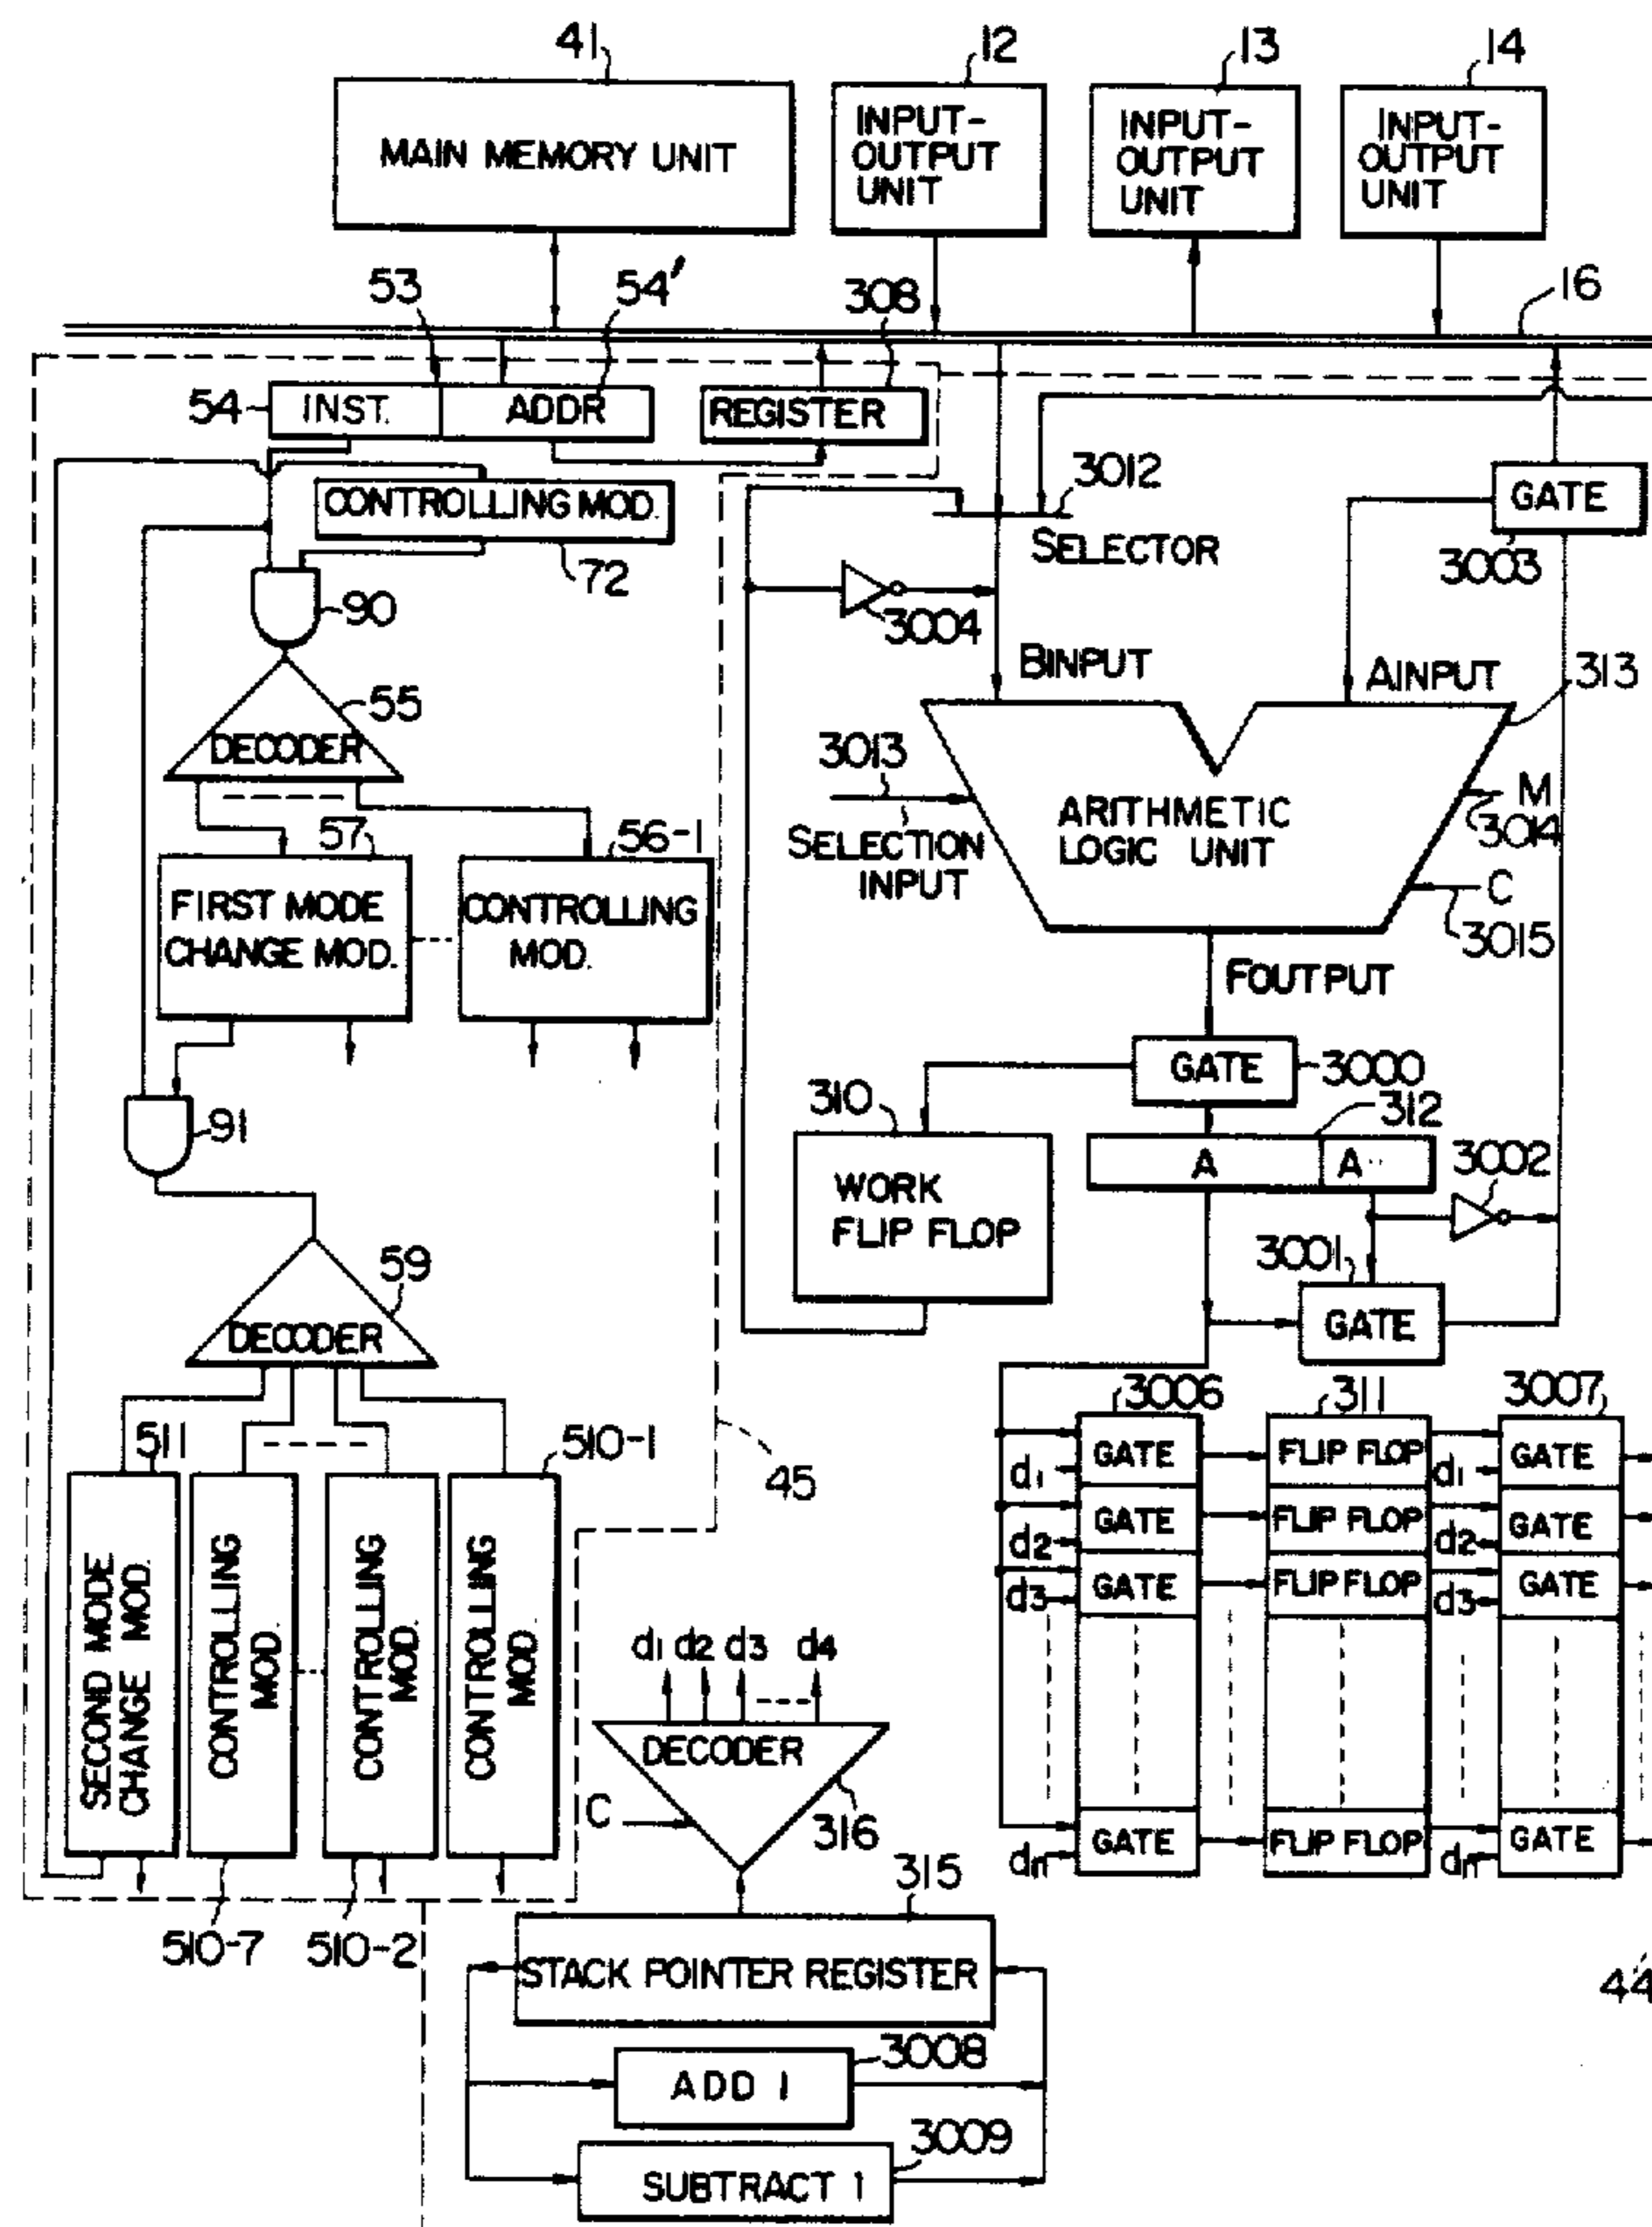 41
12
13
14
MAIN MEMORY UNIT
INPUT-
OUTPUT
UNIT
INPUT-
OUTPUT
UNIT
INPUT-
OUTPUT
UNIT
53
54'
308
16
54
INST.
ADDR
REGISTER
CONTROLLING MOD.
72
3012
SELECTOR
GATE
3003
90
3004
BINPUT
AINPUT
313
55
DECODER
3013
SELECTION
INPUT
ARITHMETIC
LOGIC UNIT
M
3014
C
3015
57
56-1
FIRST MODE
CHANGE MOD.
CONTROLLING
MOD.
FOUTPUT
GATE
3000
310
312
91
WORK
FLIP FLOP
A
A
3002
3001
GATE
59
DECODER
3006
311
3007
511
510-1
45
GATE
FLIP FLOP
GATE
d1
d1
GATE
FLIP FLOP
GATE
d2
d2
GATE
FLIP FLOP
GATE
d3
d3
SECOND MODE
CHANGE MOD.
CONTROLLING
MOD.
CONTROLLING
MOD.
CONTROLLING
MOD
d1 d2 d3 d4
DECODER
C
316
GATE
FLIP FLOP
GATE
dn
dn
510-7
510-2
315
STACK POINTER REGISTER
44
3008
ADD 1
3009
SUBTRACT 1